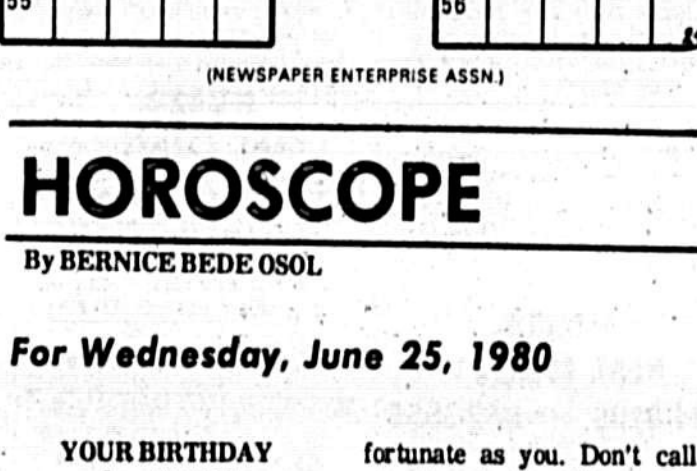 55
56
(NEWSPAPER ENTERPRISE ASSN.)
HOROSCOPE
By BERNICE BEDE OSOL
For Wednesday, June 25, 1980
YOUR BIRTHDAY
fortunate as you. Don't call